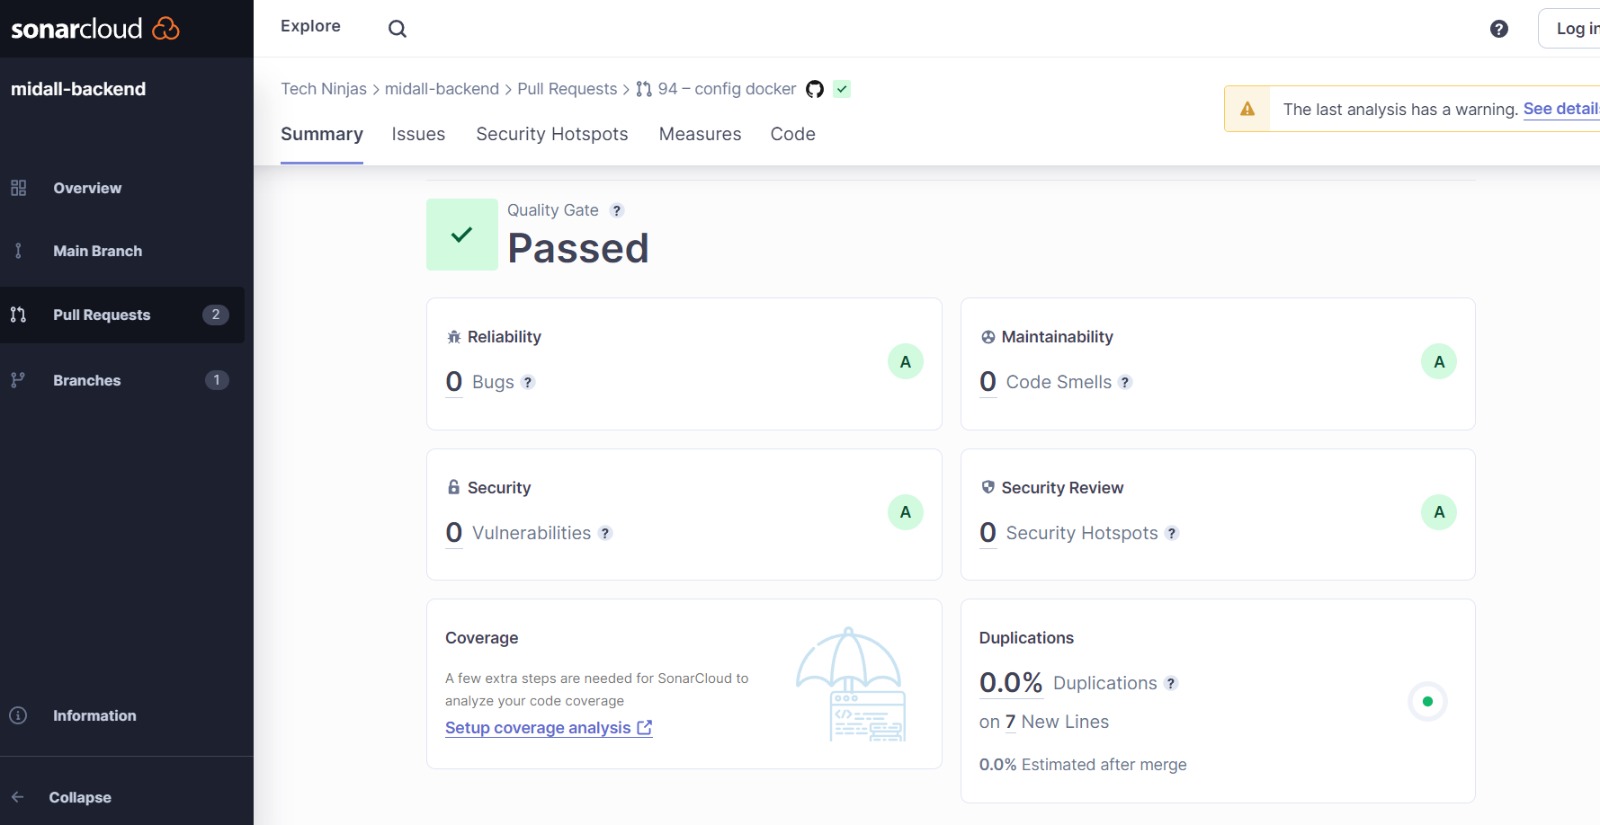 sonarcloud
Explore
Log in
midall-backend
Tech Ninjas > midall-backend > Pull Requests > 94 – config docker
The last analysis has a warning. See details
Summary Issues Security Hotspots Measures Code
Overview
Main Branch
Pull Requests 2
Branches 1
Information
Collapse
Quality Gate ?
Passed
Reliability
0 Bugs ?
A
Maintainability
0 Code Smells ?
A
Security
0 Vulnerabilities ?
A
Security Review
0 Security Hotspots ?
A
Coverage
A few extra steps are needed for SonarCloud to
analyze your code coverage
Setup coverage analysis
Duplications
0.0% Duplications ?
on 7 New Lines
0.0% Estimated after merge